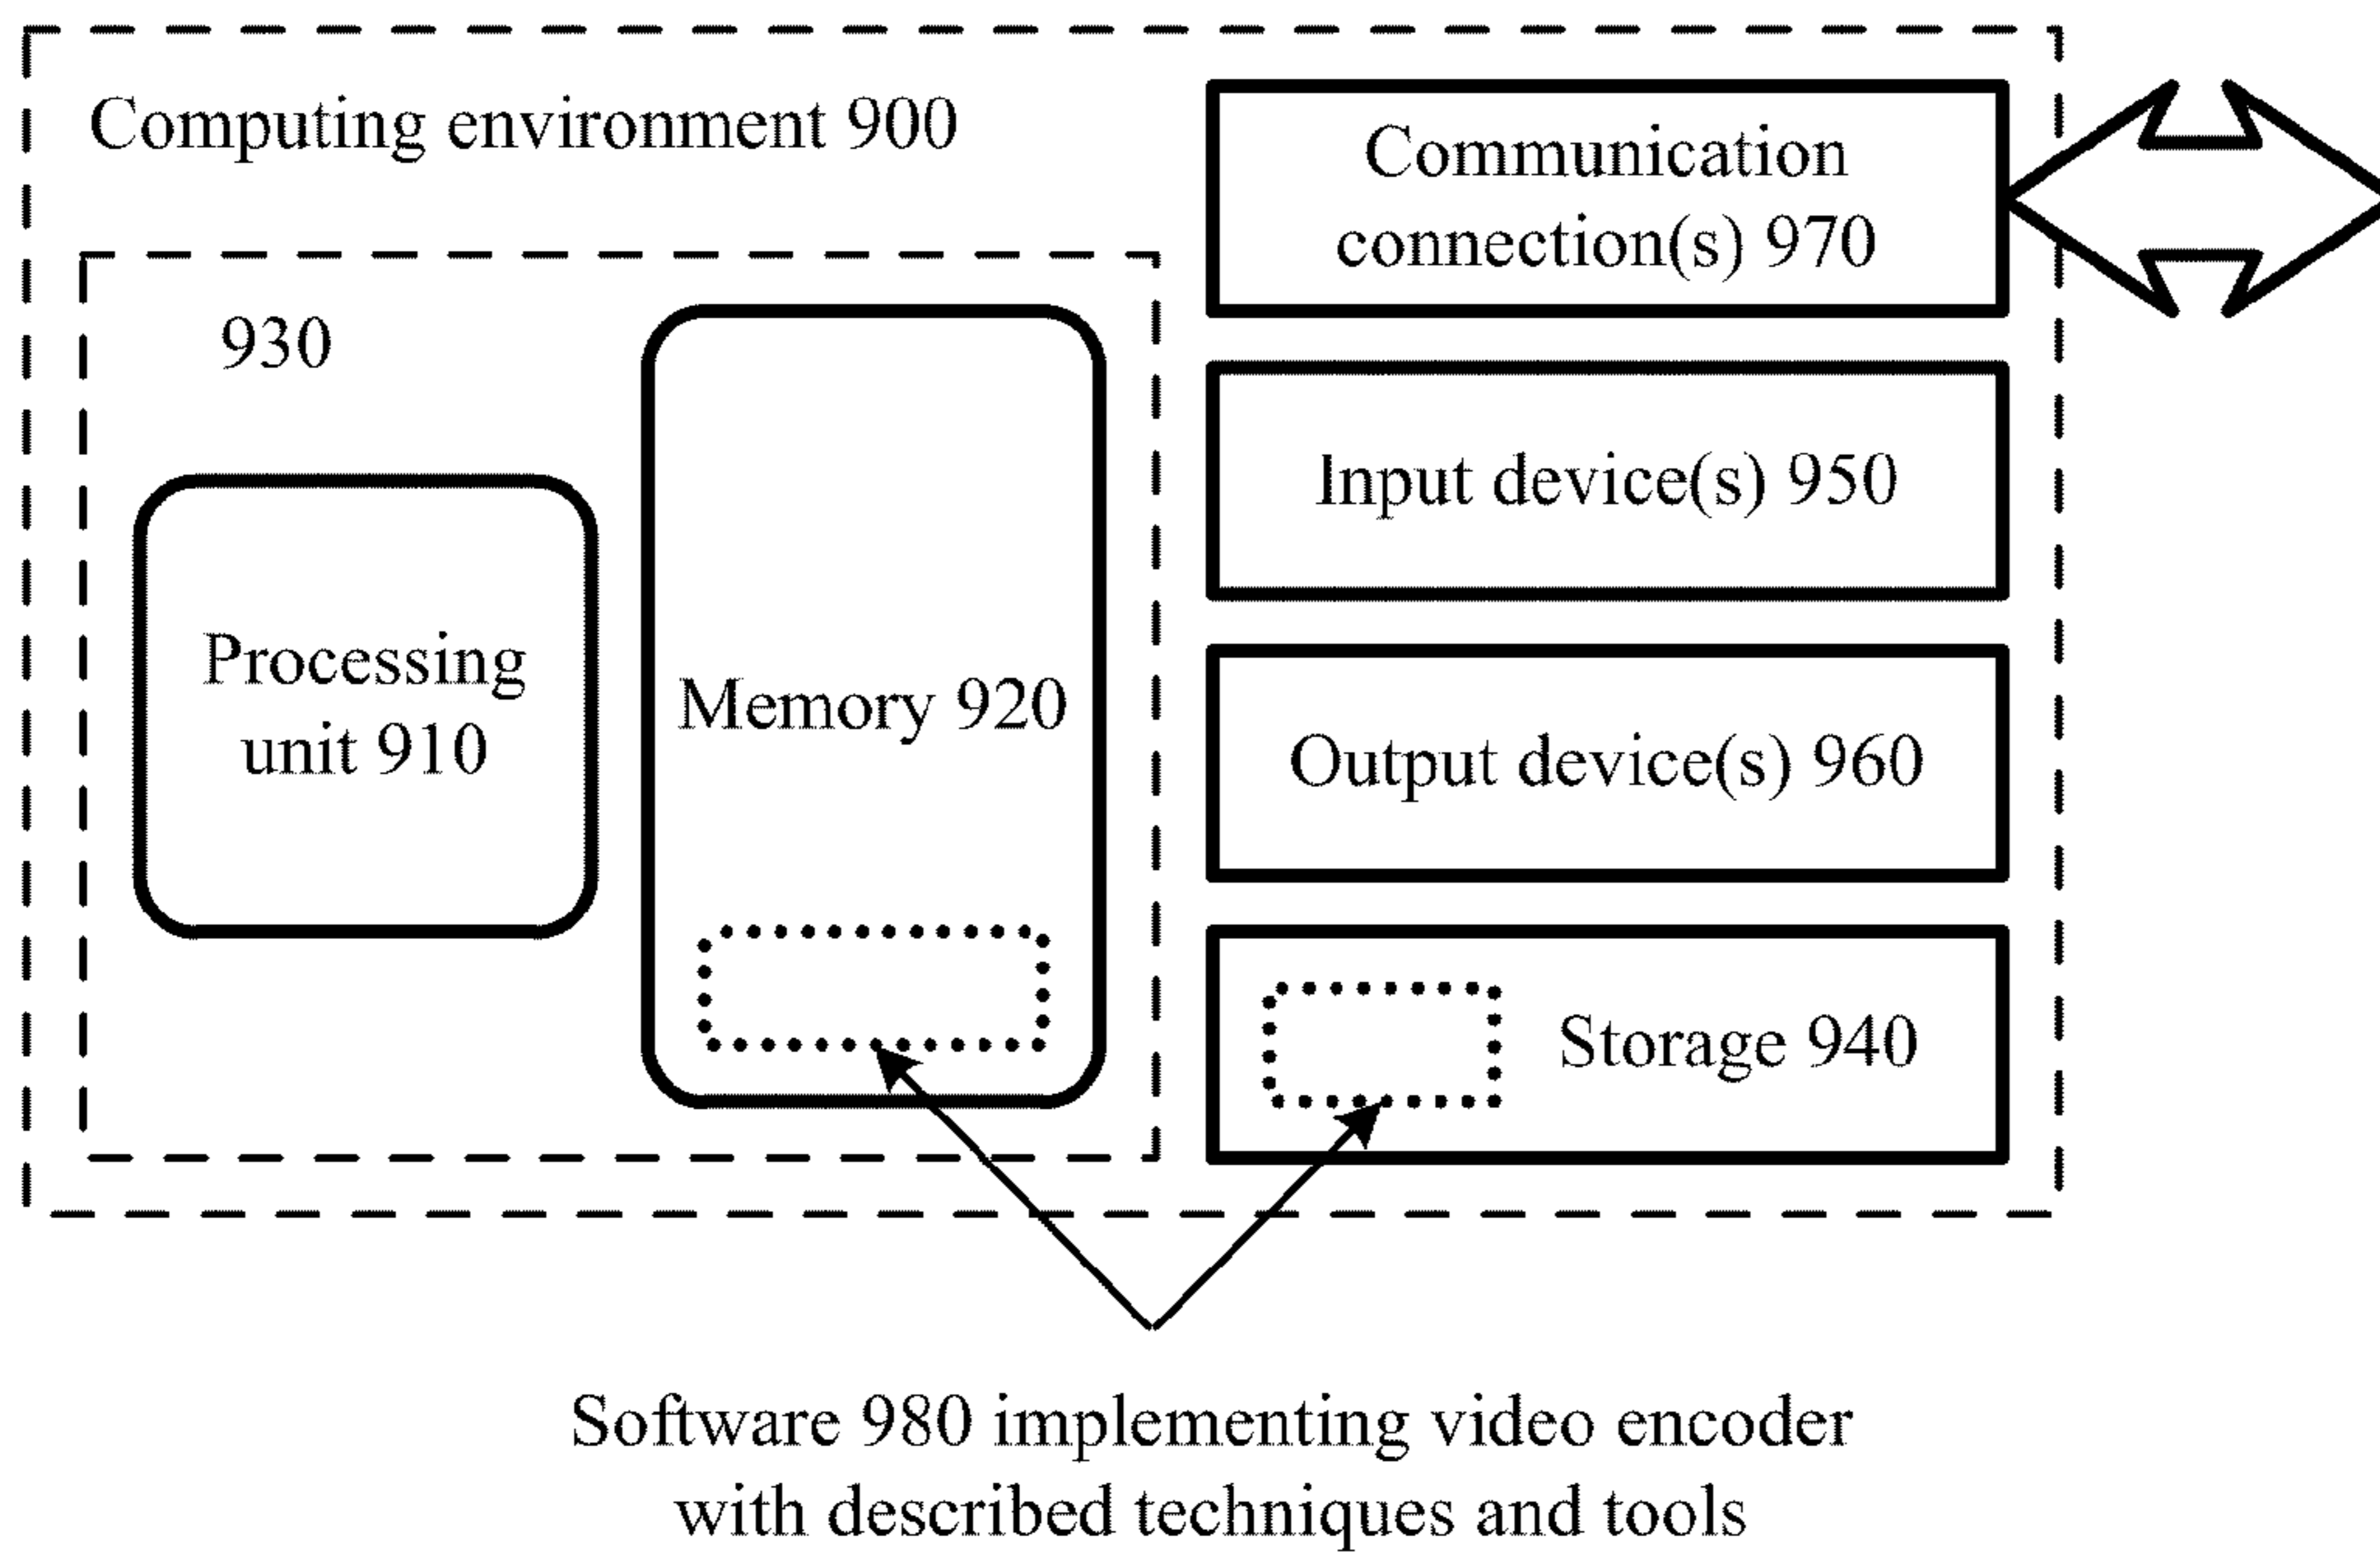 Computing environment 900
Communication
connection(s) 970
930
Input device(s) 950
Processing
unit 910
Memory 920
Output device(s) 960
Storage 940
Software 980 implementing video encoder
with described techniques and tools